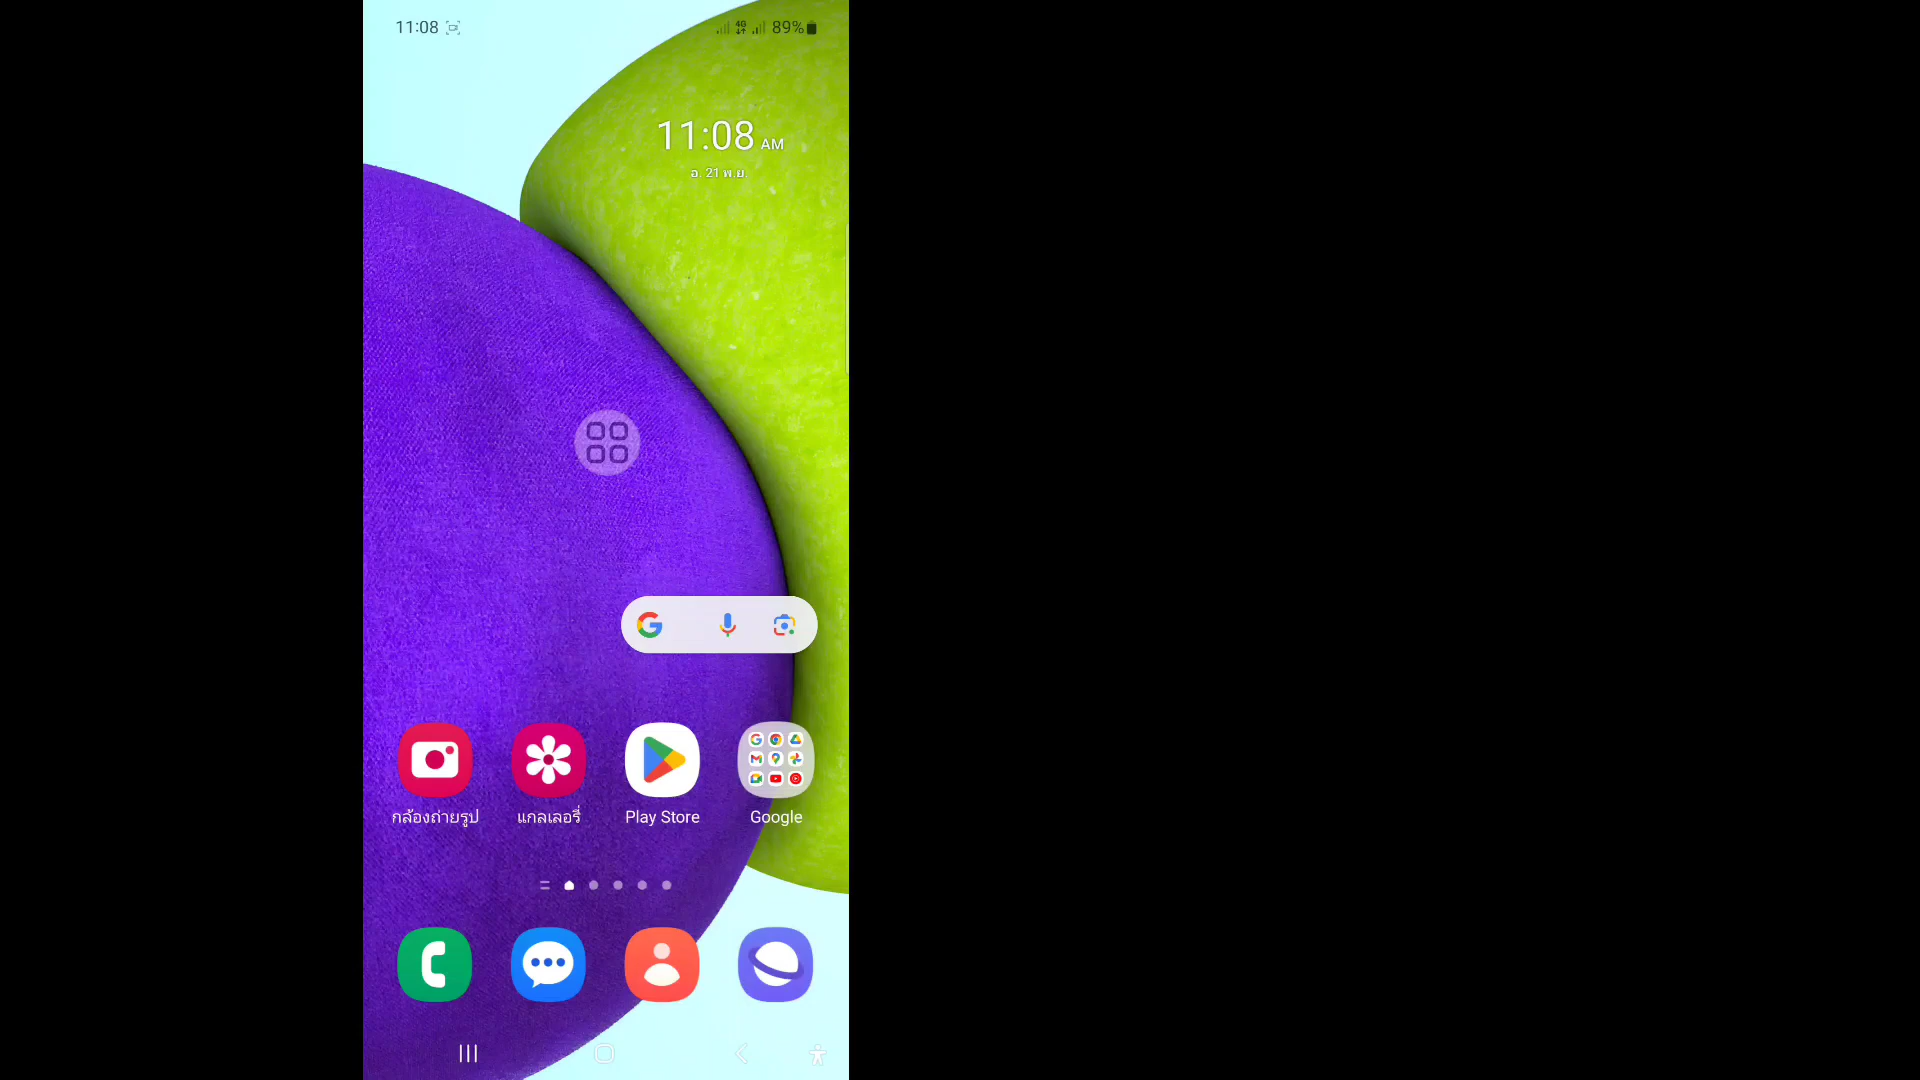 11:08
4G
89%
11:08 AM
อ. 21 พ.ย.
กล้องถ่ายรูป
แกลเลอรี่
Play Store
Google